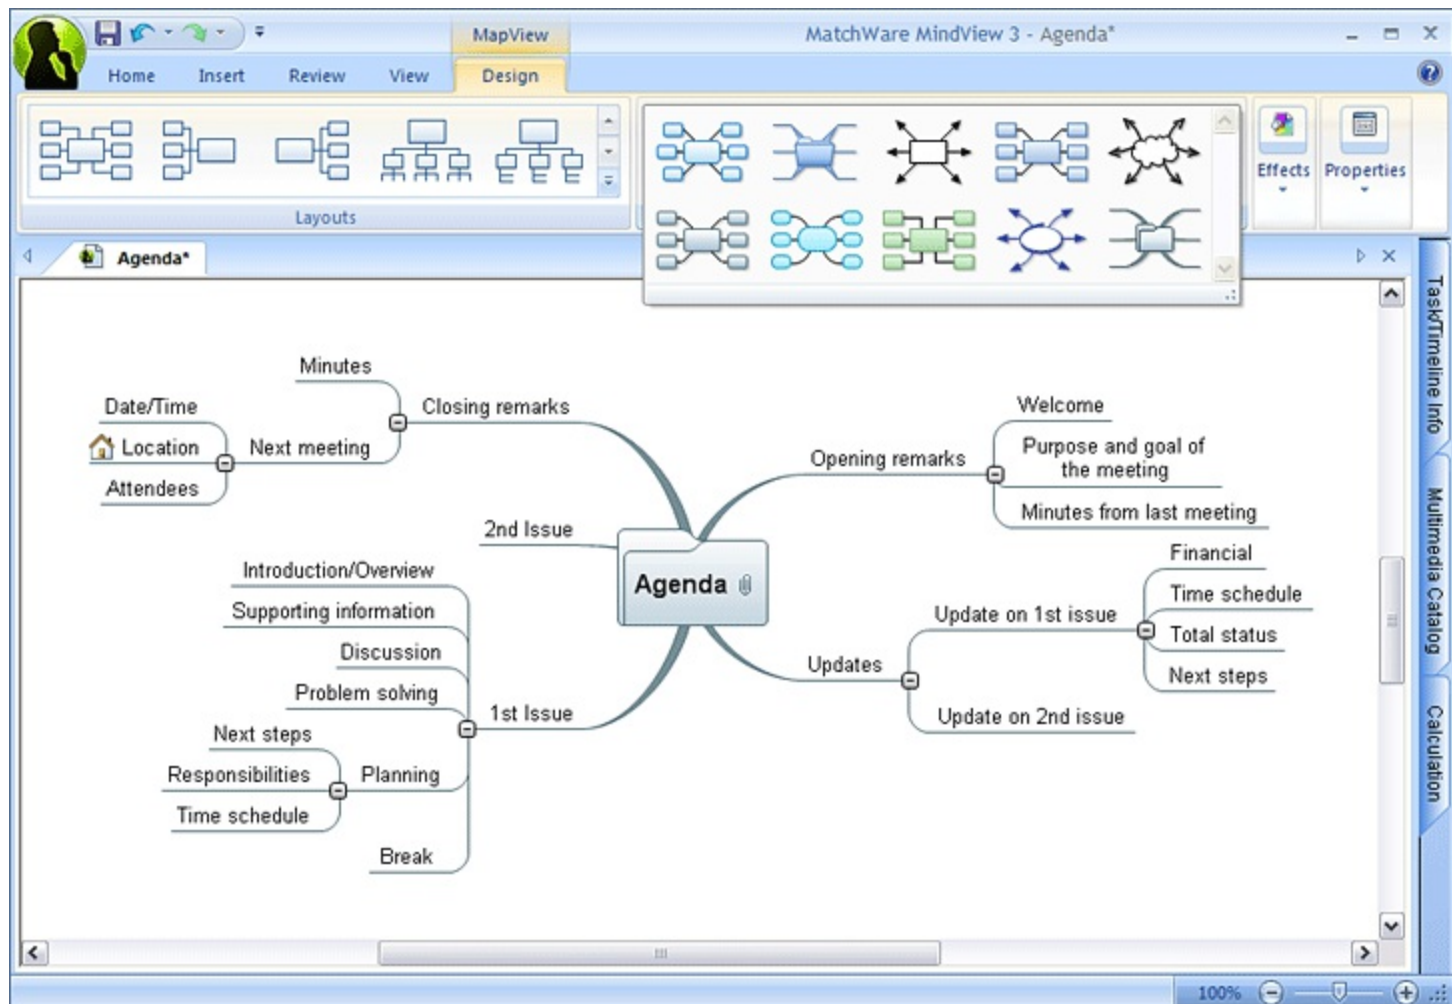 MapView
MatchWare MindView 3 - Agenda*
Home
Insert
Review
View
Design
Effects
Properties
Layouts
Agenda*
Minutes
Closing remarks
Date/Time
Location
Next meeting
Attendees
2nd Issue
Introduction/Overview
Supporting information
Discussion
Problem solving
1st Issue
Next steps
Responsibilities
Planning
Time schedule
Break
Agenda
Welcome
Opening remarks
Purpose and goal of
the meeting
Minutes from last meeting
Financial
Update on 1st issue
Time schedule
Total status
Next steps
Updates
Update on 2nd issue
Task/Timeline Info
Multimedia Catalog
Calculation
100%